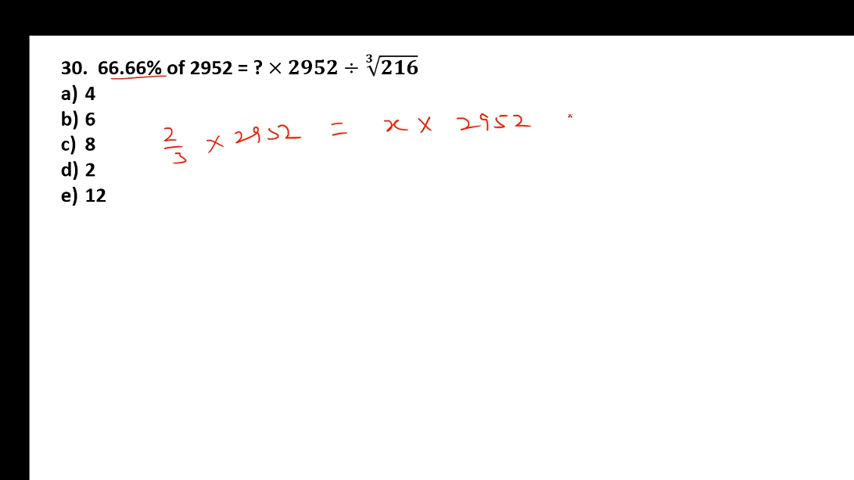 30. 66.66% of 2952 = ? × 2952 ÷ ∛216
a) 4
b) 6
c) 8
d) 2
e) 12
2/3 × 2952 = x × 2952